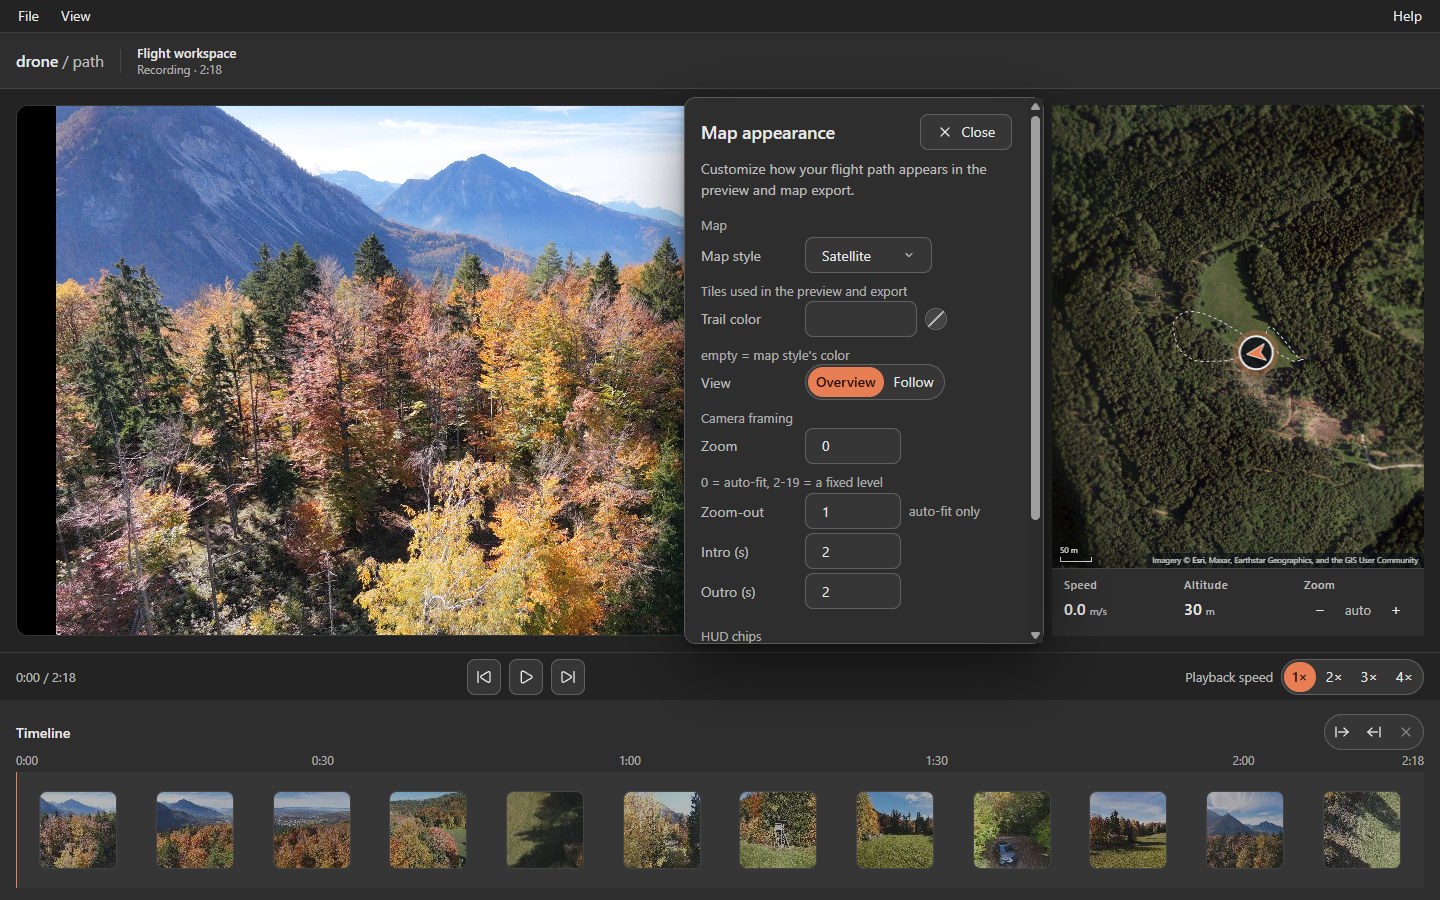 File View Help
drone / path
Flight workspace
Recording · 2:18
Map appearance
Close
Customize how your flight path appears in the
preview and map export.
Map
Map style Satellite
Tiles used in the preview and export
Trail color
empty = map style's color
View Overview Follow
Camera framing
Zoom 0
0 = auto-fit, 2-19 = a fixed level
Zoom-out 1 auto-fit only
Intro (s) 2
Outro (s) 2
HUD chips
50 m
Imagery © Esri, Maxar, Earthstar Geographics, and the GIS User Community
Speed Altitude Zoom
0.0 m/s 30 m − auto +
0:00 / 2:18
Playback speed 1× 2× 3× 4×
Timeline
0:00 0:30 1:00 1:30 2:00 2:18